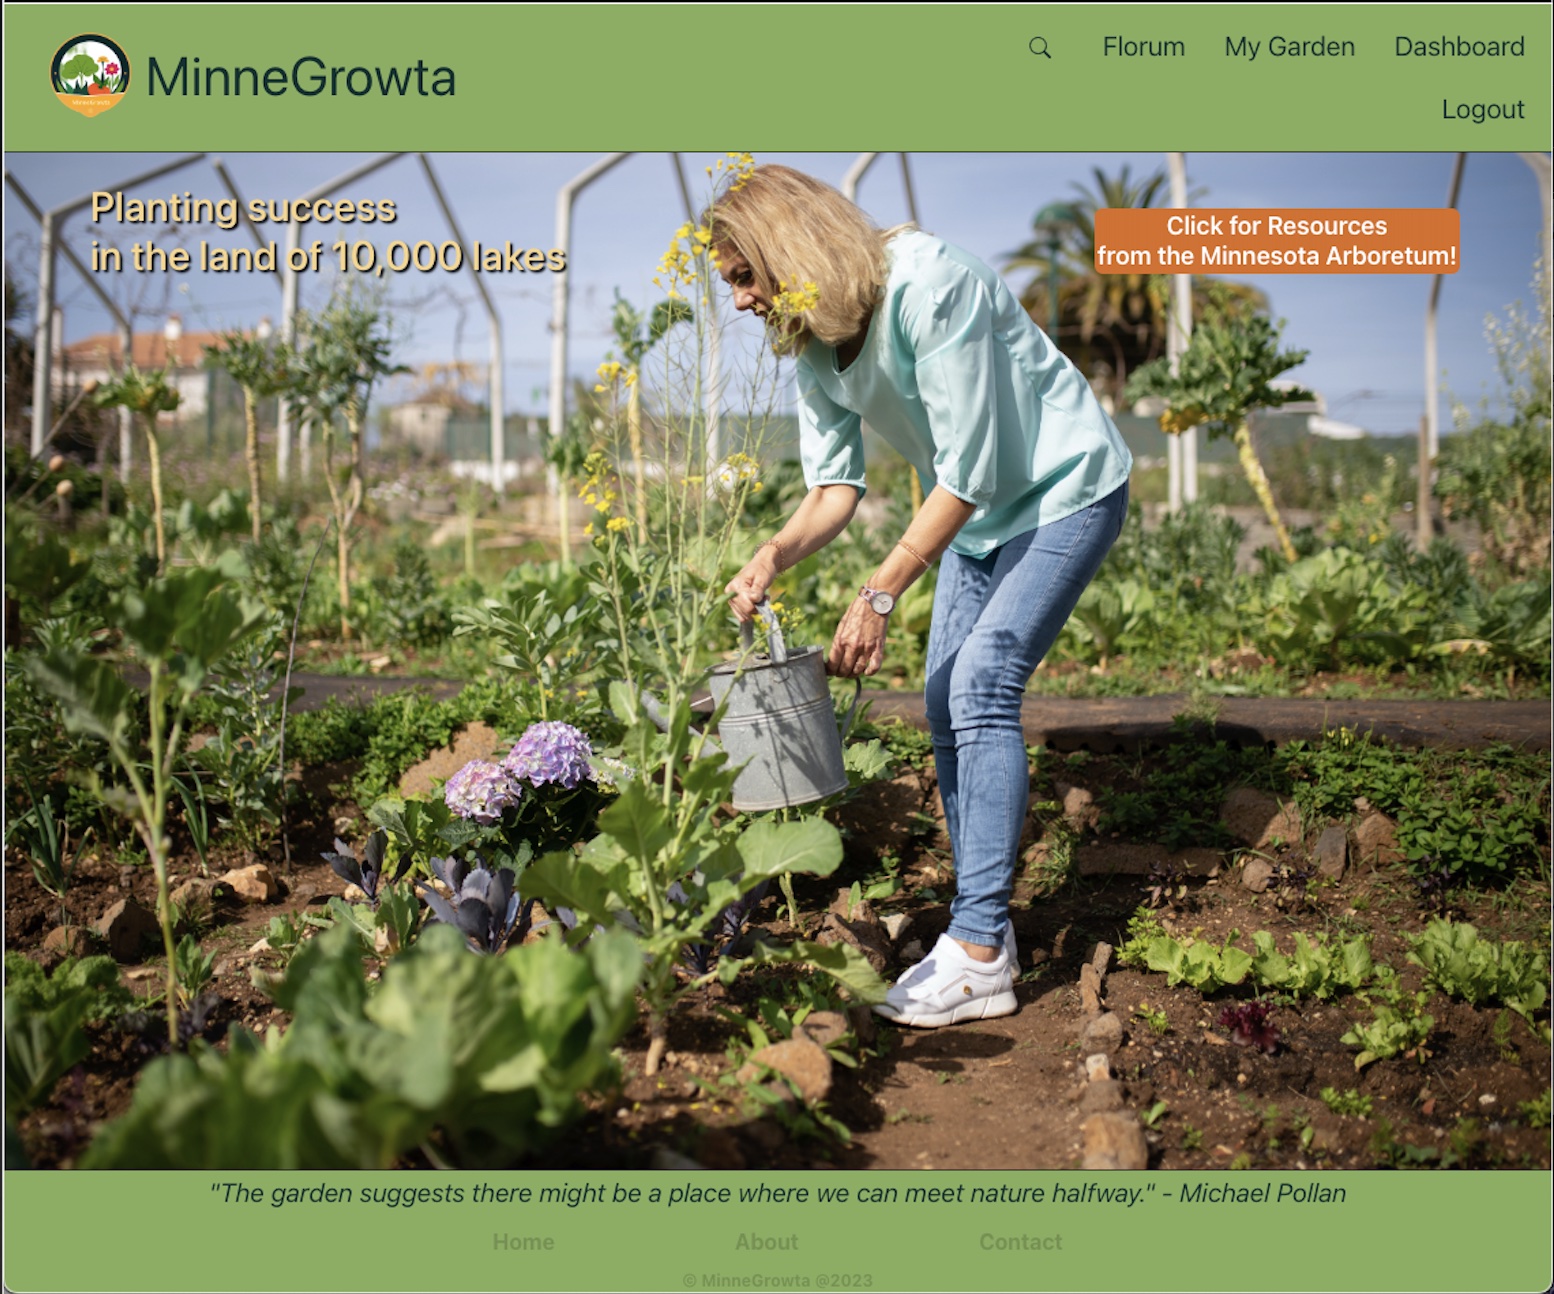 MinneGrowta
Florum
My Garden
Dashboard
Logout
Planting success
in the land of 10,000 lakes
Click for Resources
from the Minnesota Arboretum!
"The garden suggests there might be a place where we can meet nature halfway." - Michael Pollan
Home
About
Contact
© MinneGrowta @2023